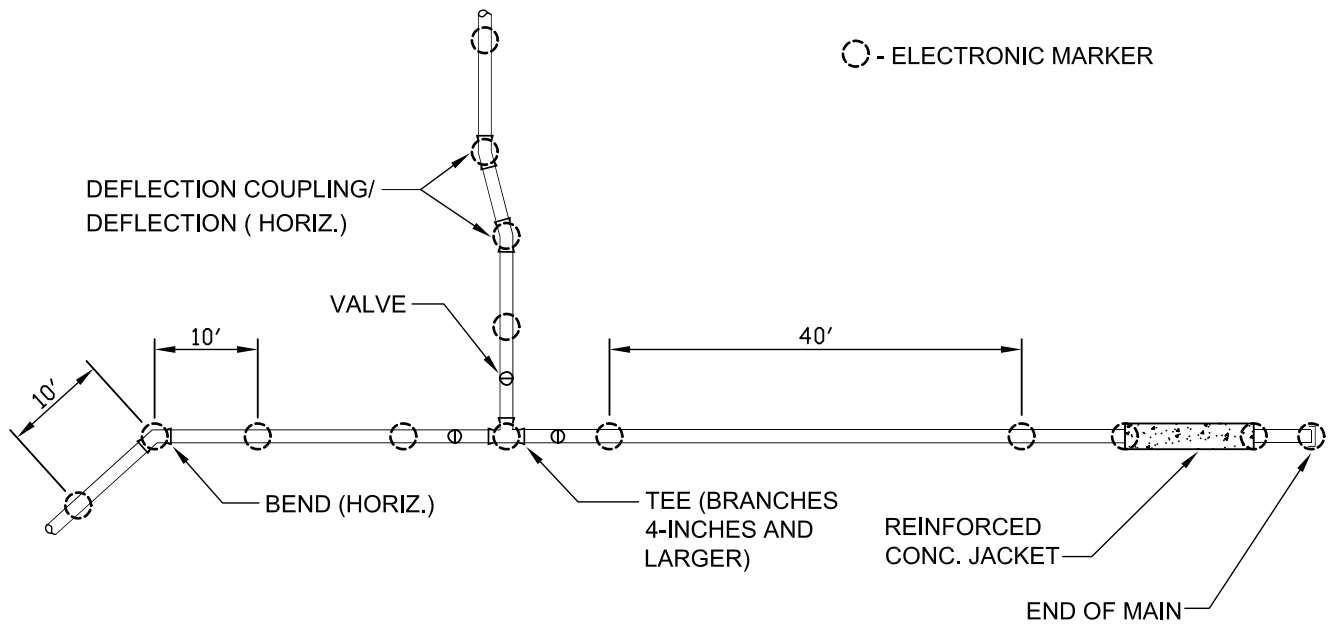 - ELECTRONIC MARKER
DEFLECTION COUPLING/
DEFLECTION ( HORIZ.)
VALVE
10'
40'
10'
BEND (HORIZ.)
TEE (BRANCHES
4-INCHES AND
LARGER)
REINFORCED
CONC. JACKET
END OF MAIN